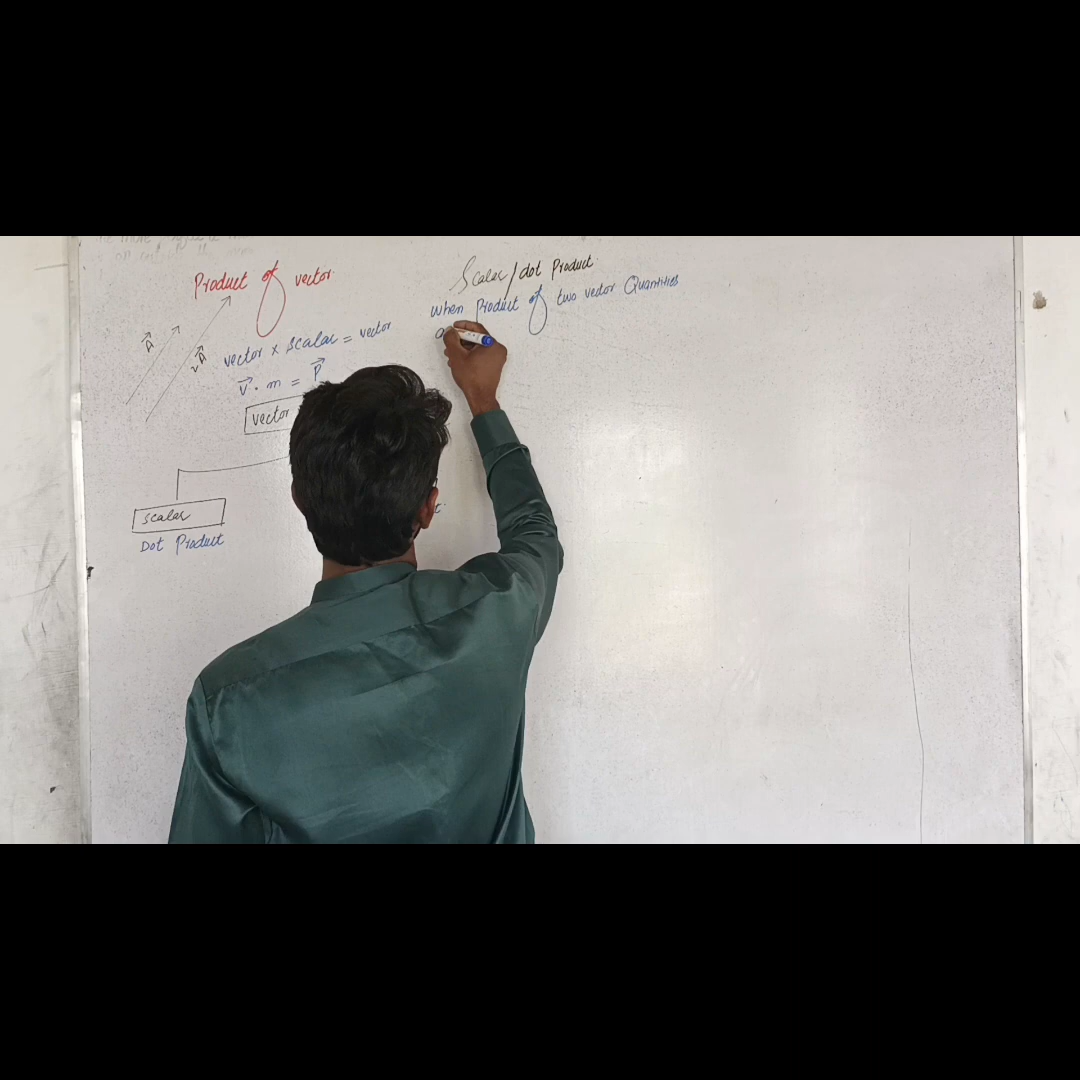 Product of vector
A
vA
vector x scalar = vector
v . m = P
vector
scalar
Dot Product
Scalar/dot Product
when Product of two vector Quantities